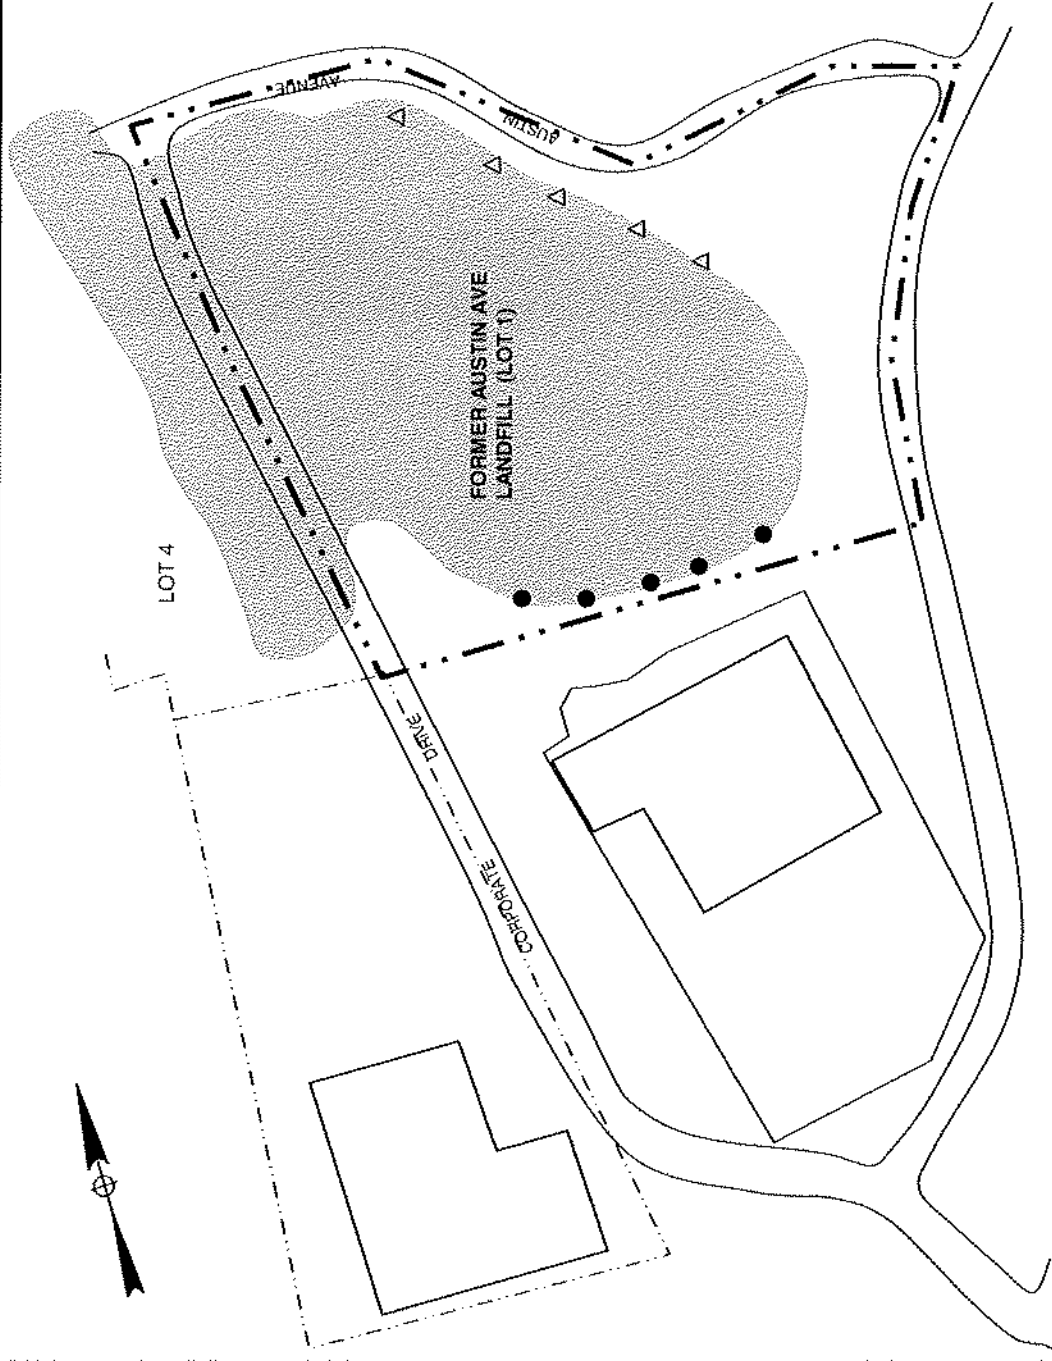 AVENUE
AUSTIN
FORMER AUSTIN AVE
LANDFILL (LOT 1)
LOT 4
DRIVE
CORPORATE